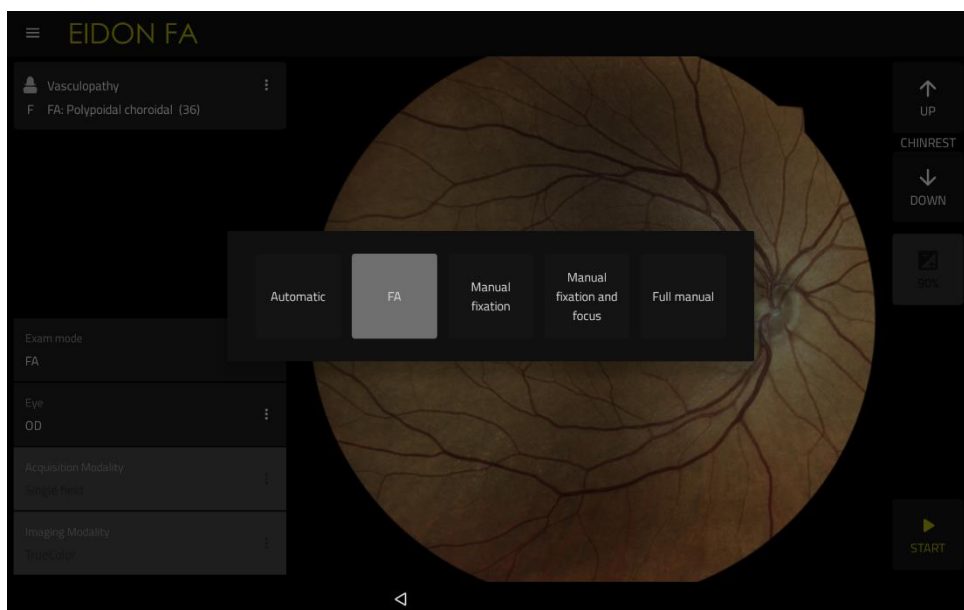 EIDON FA
Vasculopathy
F FA: Polypoidal choroidal (36)
UP
CHINREST
DOWN
Automatic
FA
Manual
fixation
Manual
fixation and
focus
Full manual
Exam mode
FA
Eye
OD
Acquisition Modality
Single field
Imaging Modality
TrueColor
START